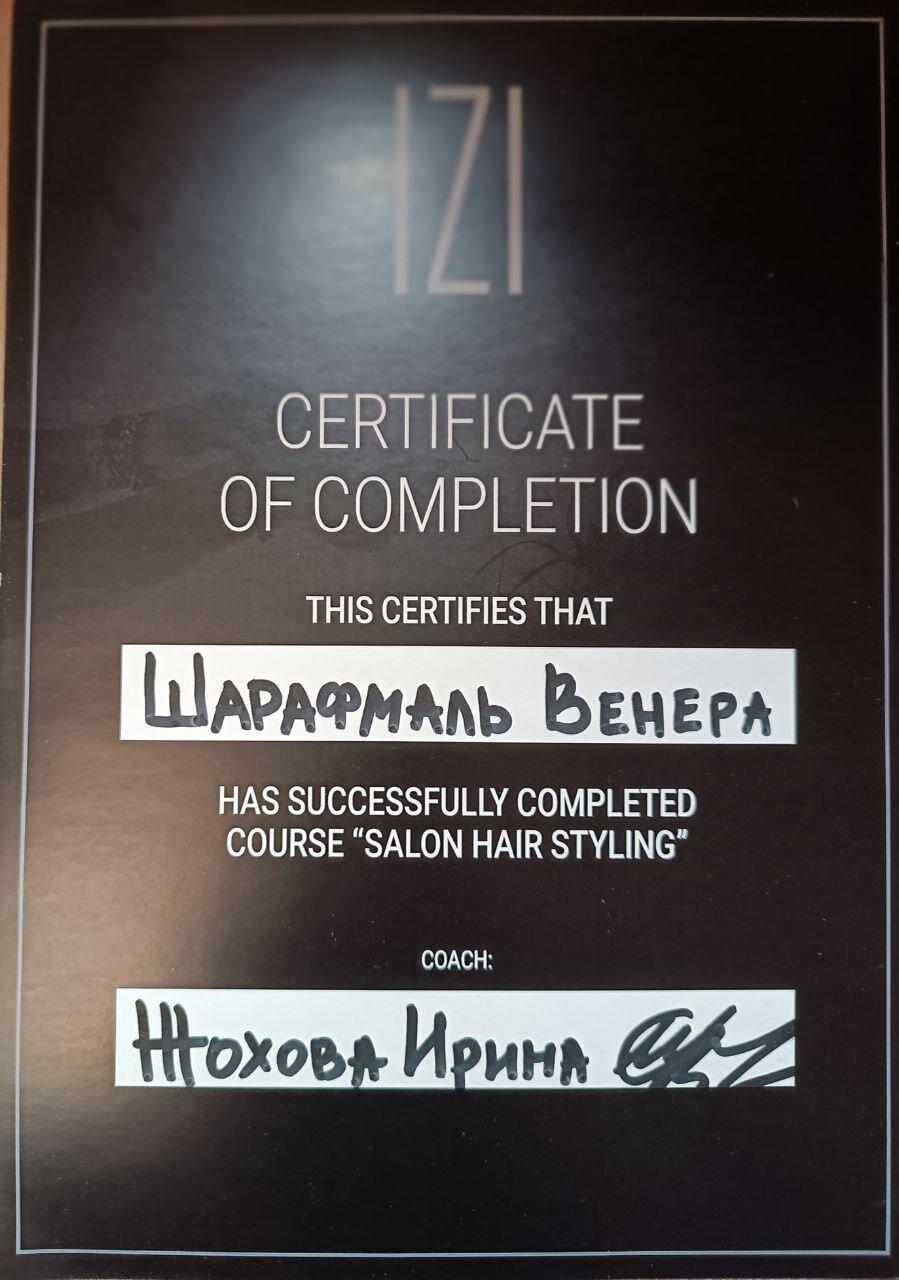 IZI
CERTIFICATE
OF COMPLETION
THIS CERTIFIES THAT
ШАРАФМАЛЬ ВЕНЕРА
HAS SUCCESSFULLY COMPLETED
COURSE “SALON HAIR STYLING”
COACH:
ЖОХОВА ИРИНА